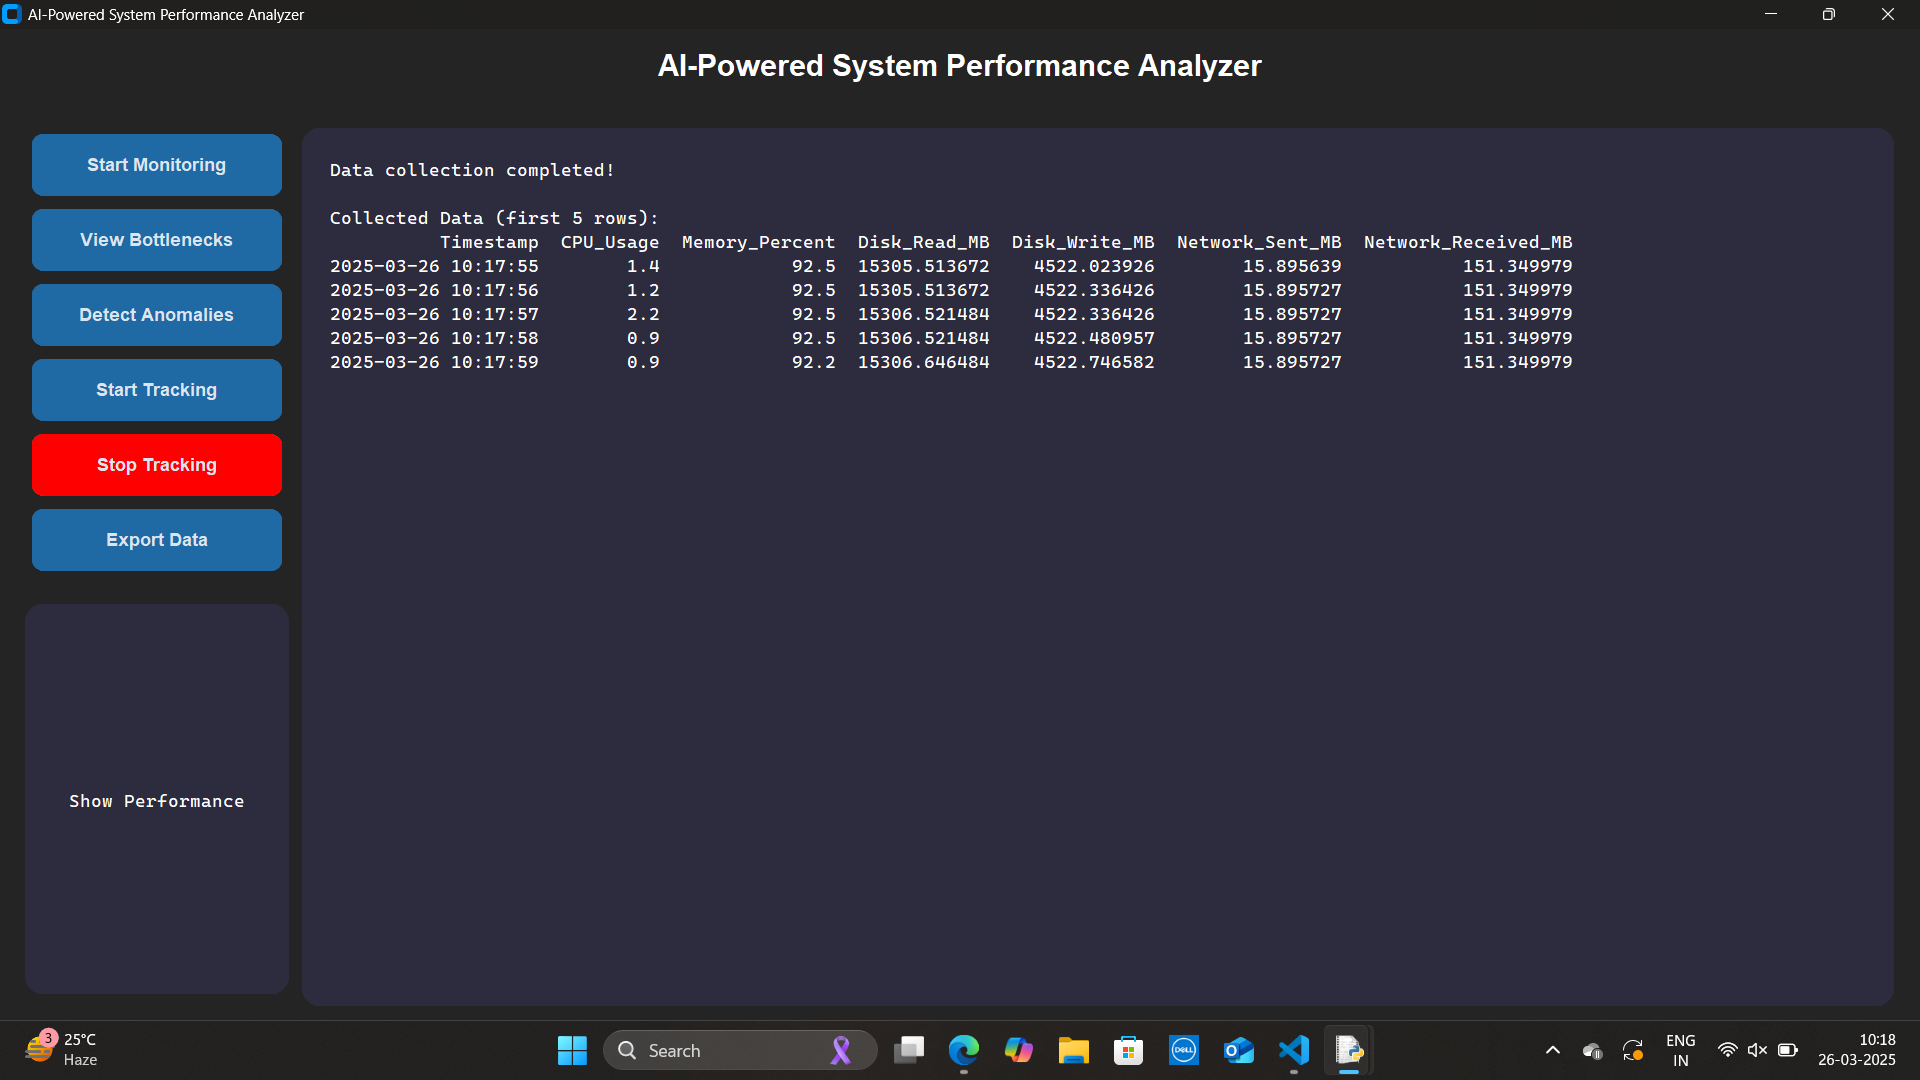 AI-Powered System Performance Analyzer
AI-Powered System Performance Analyzer
Start Monitoring
View Bottlenecks
Detect Anomalies
Start Tracking
Stop Tracking
Export Data
Show Performance
Data collection completed!
Collected Data (first 5 rows):
Timestamp CPU_Usage Memory_Percent Disk_Read_MB Disk_Write_MB Network_Sent_MB Network_Received_MB
2025-03-26 10:17:55 1.4 92.5 15305.513672 4522.023926 15.895639 151.349979
2025-03-26 10:17:56 1.2 92.5 15305.513672 4522.336426 15.895727 151.349979
2025-03-26 10:17:57 2.2 92.5 15306.521484 4522.336426 15.895727 151.349979
2025-03-26 10:17:58 0.9 92.5 15306.521484 4522.480957 15.895727 151.349979
2025-03-26 10:17:59 0.9 92.2 15306.646484 4522.746582 15.895727 151.349979
3
25°C
Haze
Search
DELL
ENG
IN
10:18
26-03-2025